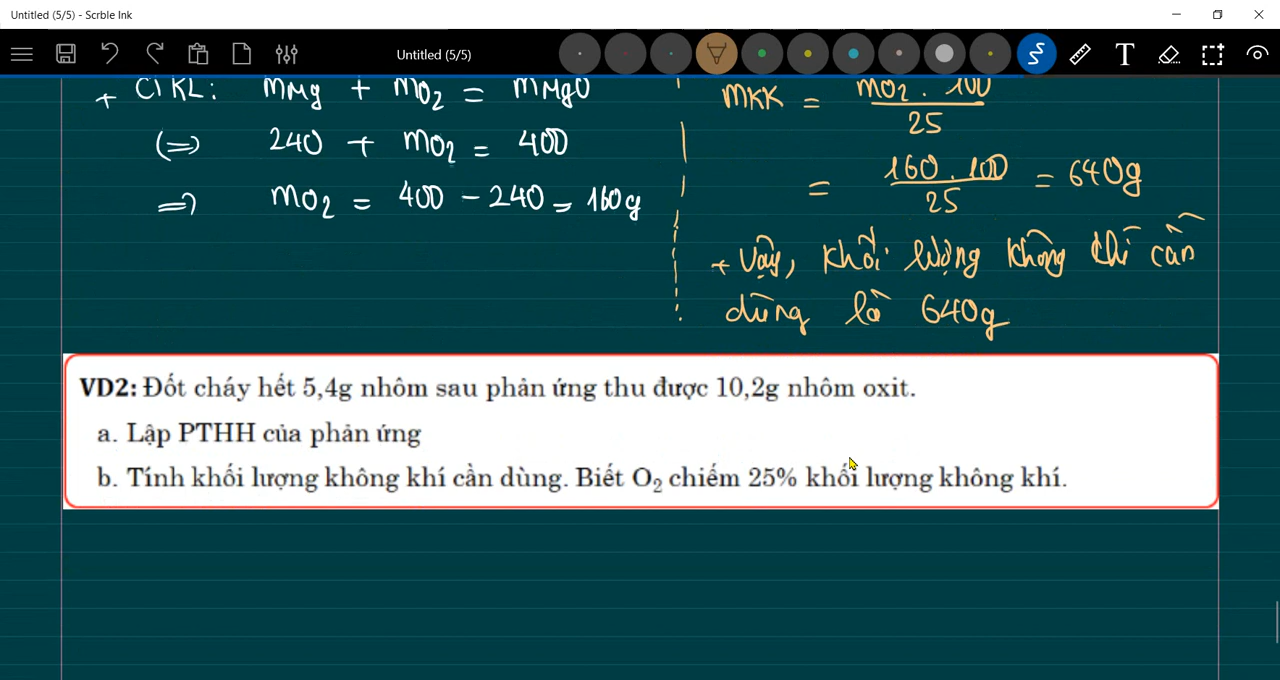 Untitled (5/5) - Scrble Ink
Untitled (5/5)
+ CT KL: mMg + mO₂ = mMgO
(=) 240 + mO₂ = 400
=) mO₂ = 400 - 240 = 160g
mKK = mO₂ . 100 / 25
= 160 . 100 / 25 = 640g
+ Vậy, khối lượng không khí cần
dùng là 640g
VD2: Đốt cháy hết 5,4g nhôm sau phản ứng thu được 10,2g nhôm oxit.
a. Lập PTHH của phản ứng
b. Tính khối lượng không khí cần dùng. Biết O₂ chiếm 25% khối lượng không khí.